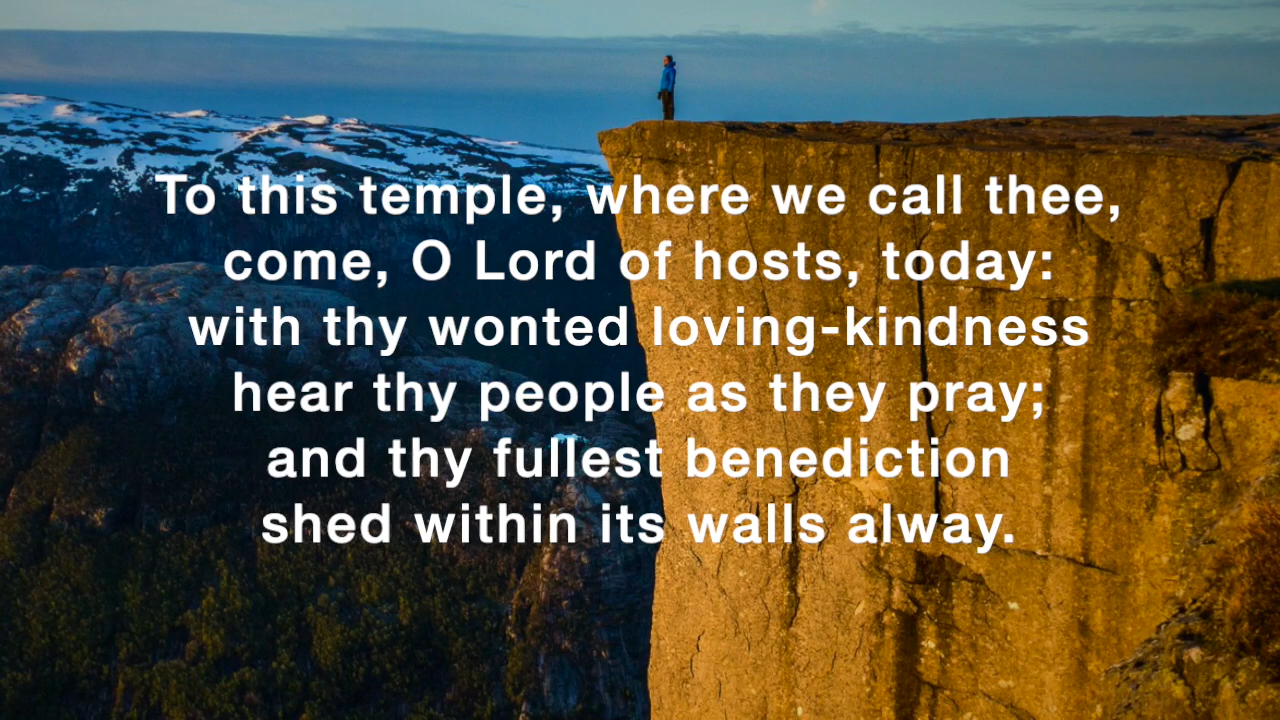 To this temple, where we call thee,
come, O Lord of hosts, today:
with thy wonted loving-kindness
hear thy people as they pray;
and thy fullest benediction
shed within its walls alway.